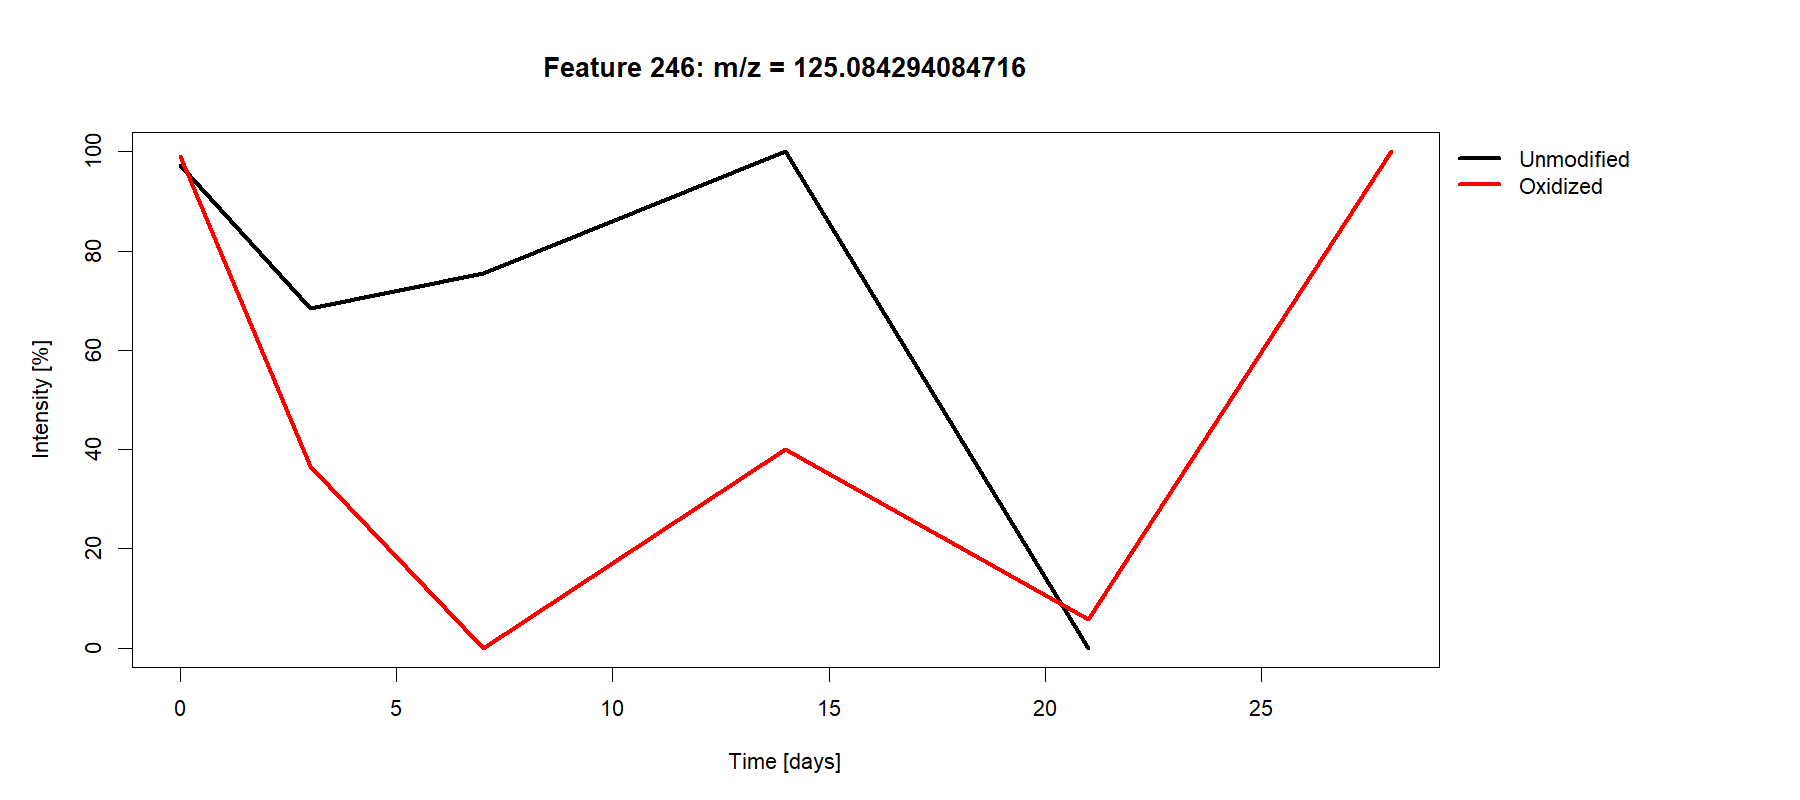 Feature 246: m/z = 125.084294084716
100
80
60
40
20
0
Intensity [%]
0 5 10 15 20 25
Time [days]
Unmodified
Oxidized